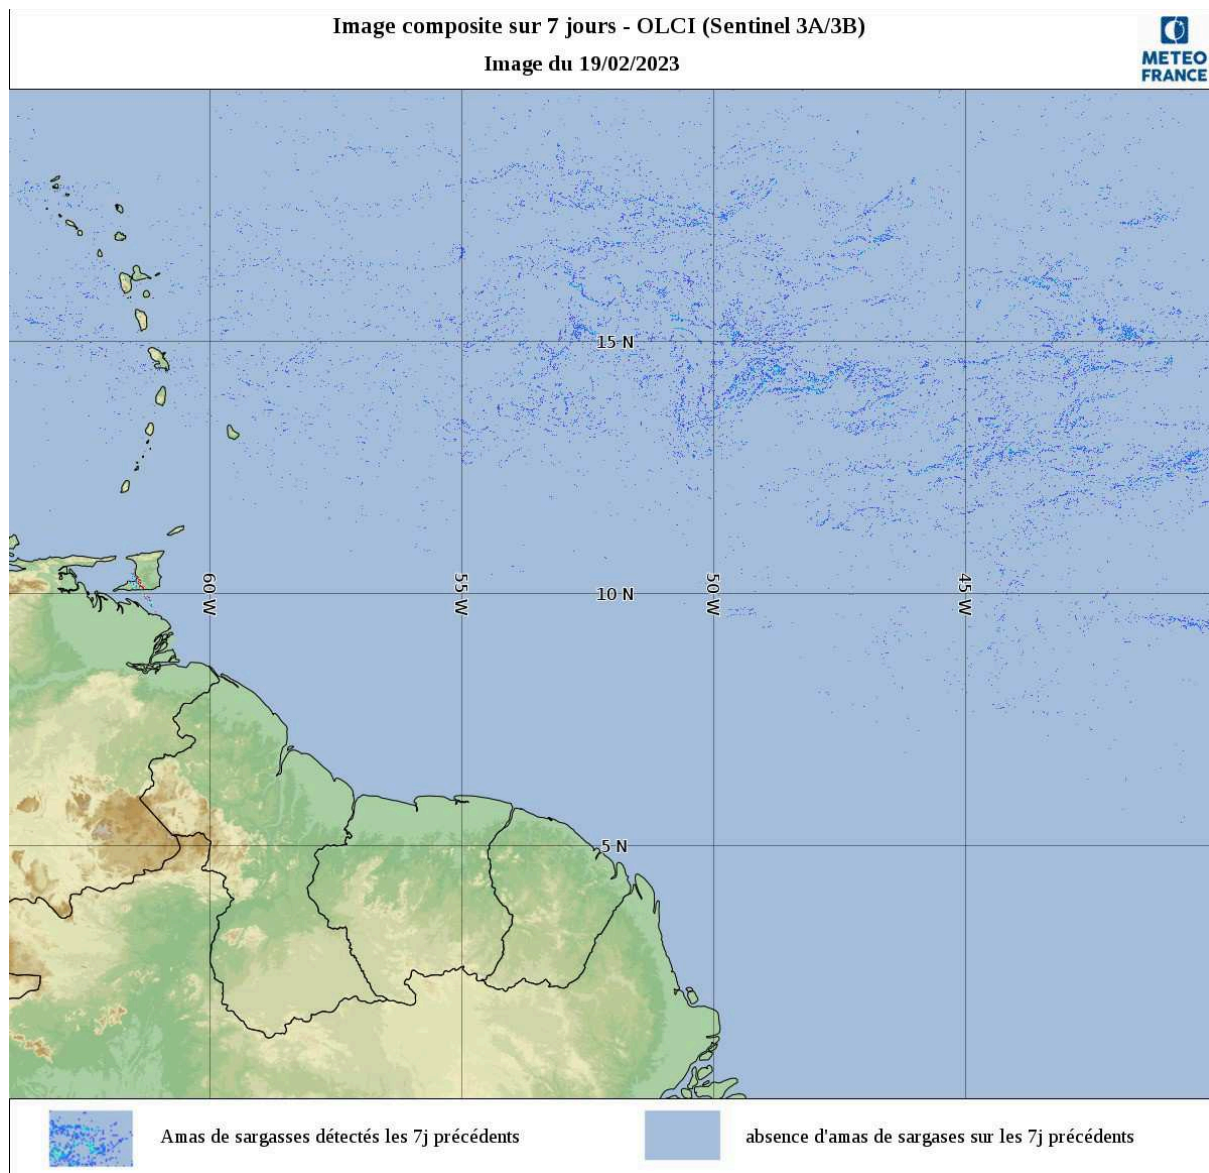 Image composite sur 7 jours - OLCI (Sentinel 3A/3B)
Image du 19/02/2023
METEO
FRANCE
15 N
60 W
55 W
10 N
50 W
45 W
5 N
Amas de sargasses détectés les 7j précédents
absence d'amas de sargases sur les 7j précédents